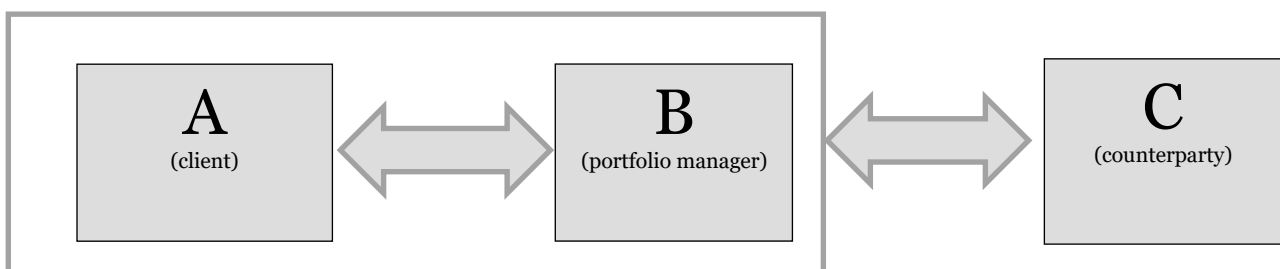 A
(client)
B
(portfolio manager)
C
(counterparty)